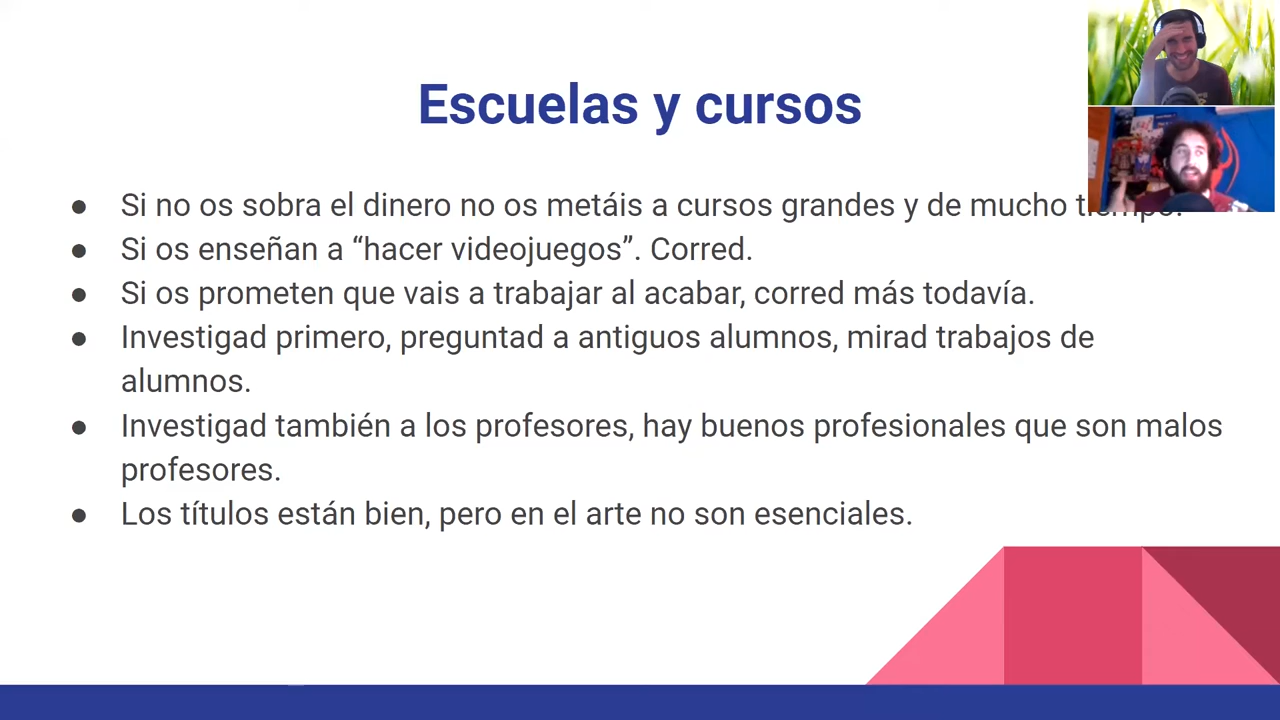 Escuelas y cursos
● Si no os sobra el dinero no os metáis a cursos grandes y de mucho
● Si os enseñan a “hacer videojuegos”. Corred.
● Si os prometen que vais a trabajar al acabar, corred más todavía.
● Investigad primero, preguntad a antiguos alumnos, mirad trabajos de
alumnos.
● Investigad también a los profesores, hay buenos profesionales que son malos
profesores.
● Los títulos están bien, pero en el arte no son esenciales.